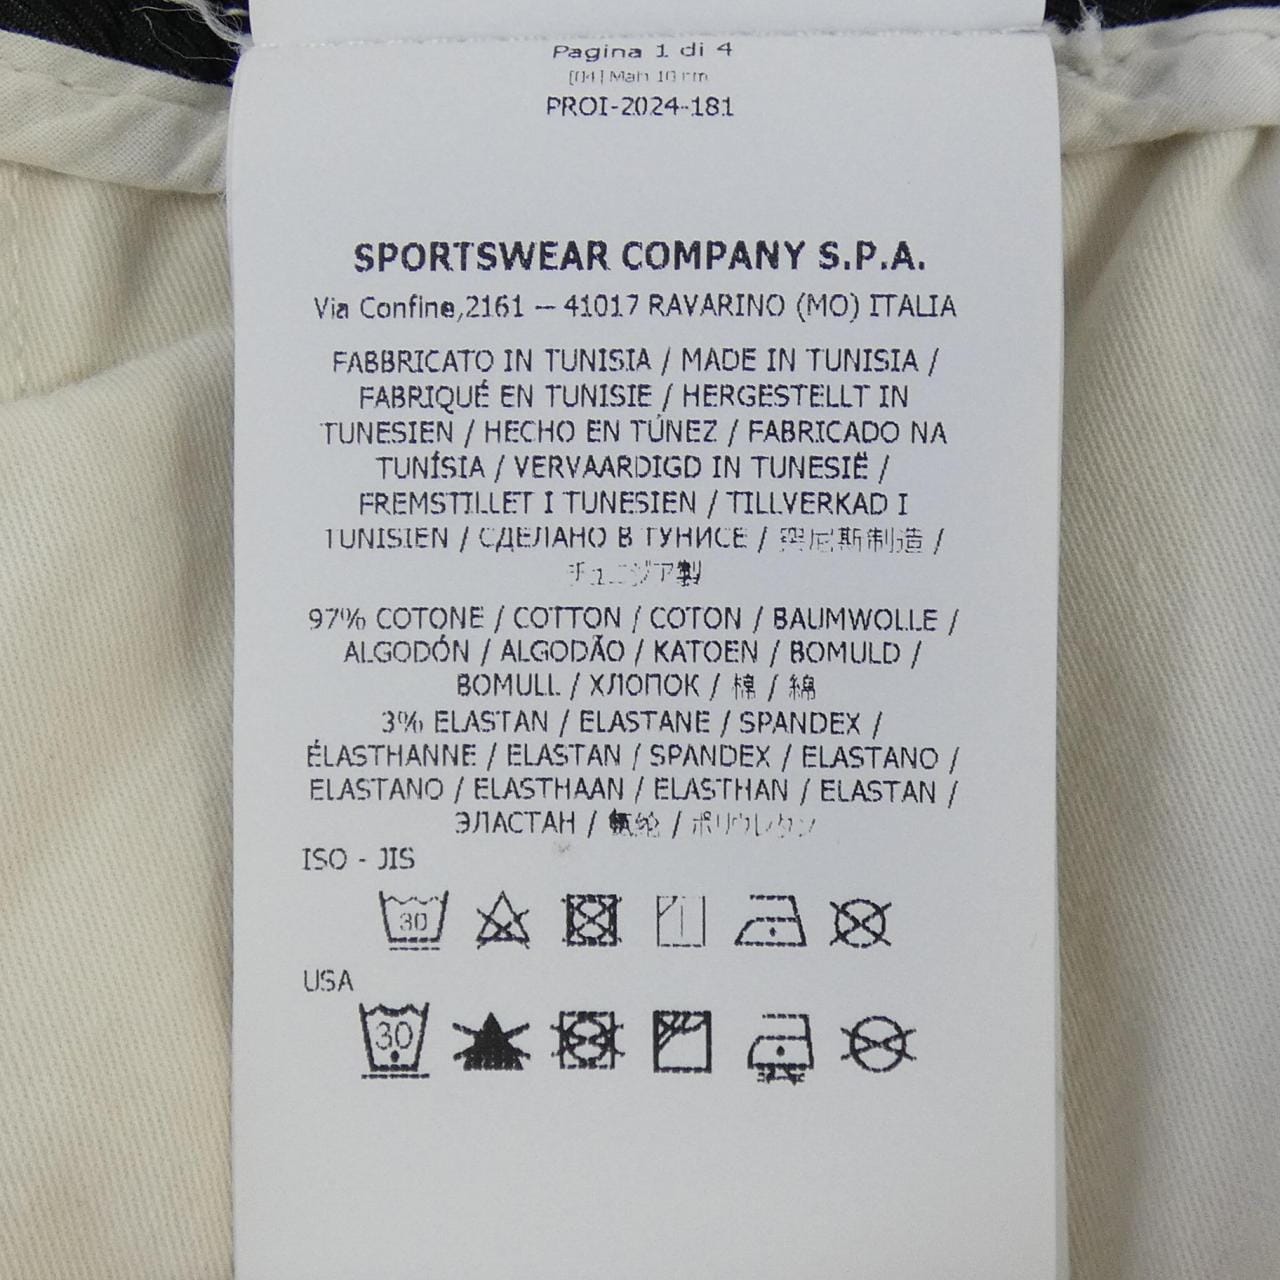 Pagina 1 di 4
[04] Mah 10 rm
PROI-2024-181
SPORTSWEAR COMPANY S.P.A.
Via Confine,2161 – 41017 RAVARINO (MO) ITALIA
FABBRICATO IN TUNISIA / MADE IN TUNISIA /
FABRIQUÉ EN TUNISIE / HERGESTELLT IN
TUNESIEN / HECHO EN TÚNEZ / FABRICADO NA
TUNÍSIA / VERVAARDIGD IN TUNESIË /
FREMSTILLET I TUNESIEN / TILLVERKAD I
TUNISIEN / СДЕЛАНО В ТУНИСЕ / 突尼斯制造 /
チュニジア製
97% COTONE / COTTON / COTON / BAUMWOLLE /
ALGODÓN / ALGODÃO / KATOEN / BOMULD /
BOMULL / ХЛОПОК / 棉 / 綿
3% ELASTAN / ELASTANE / SPANDEX /
ÉLASTHANNE / ELASTAN / SPANDEX / ELASTANO /
ELASTANO / ELASTHAAN / ELASTHAN / ELASTAN /
ЭЛАСТАН / 氨纶 / ポリウレタン
ISO - JIS
30
USA
30